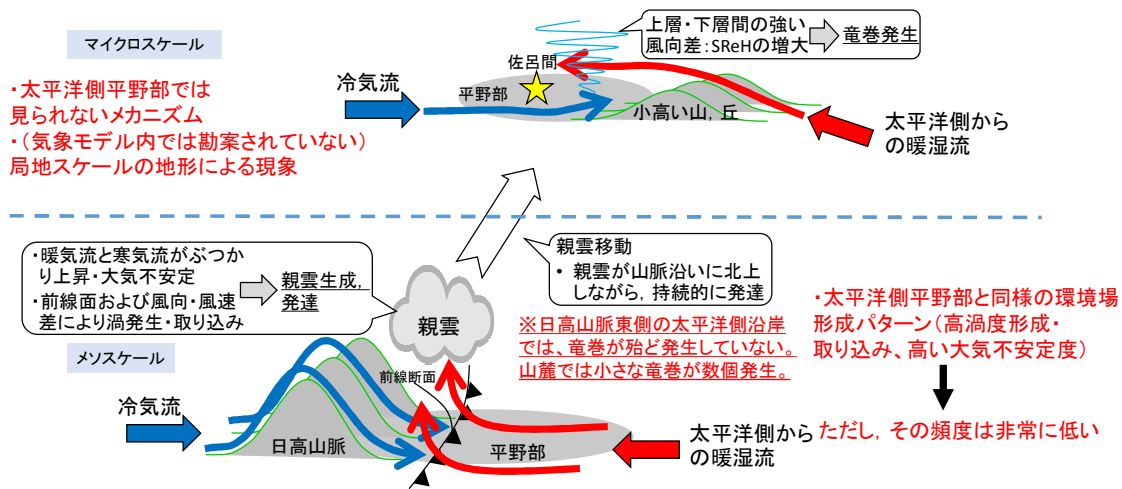 マイクロスケール
・太平洋側平野部では
見られないメカニズム
・（気象モデル内では勘案されていない）
局地スケールの地形による現象
冷気流
平野部
佐呂間
上層・下層間の強い
風向差：SReHの増大
竜巻発生
小高い山，丘
太平洋側から
の暖湿流
・暖気流と寒気流がぶつか
り上昇・大気不安定
・前線面および風向・風速
差により渦発生・取り込み
親雲生成，
発達
親雲
親雲移動
• 親雲が山脈沿いに北上
しながら，持続的に発達
※日高山脈東側の太平洋側沿岸
では、竜巻が殆ど発生していない。
山麓では小さな竜巻が数個発生。
・太平洋側平野部と同様の環境場
形成パターン（高渦度形成・
取り込み、高い大気不安定度）
ただし，その頻度は非常に低い
メソスケール
冷気流
日高山脈
前線断面
平野部
太平洋側から
の暖湿流